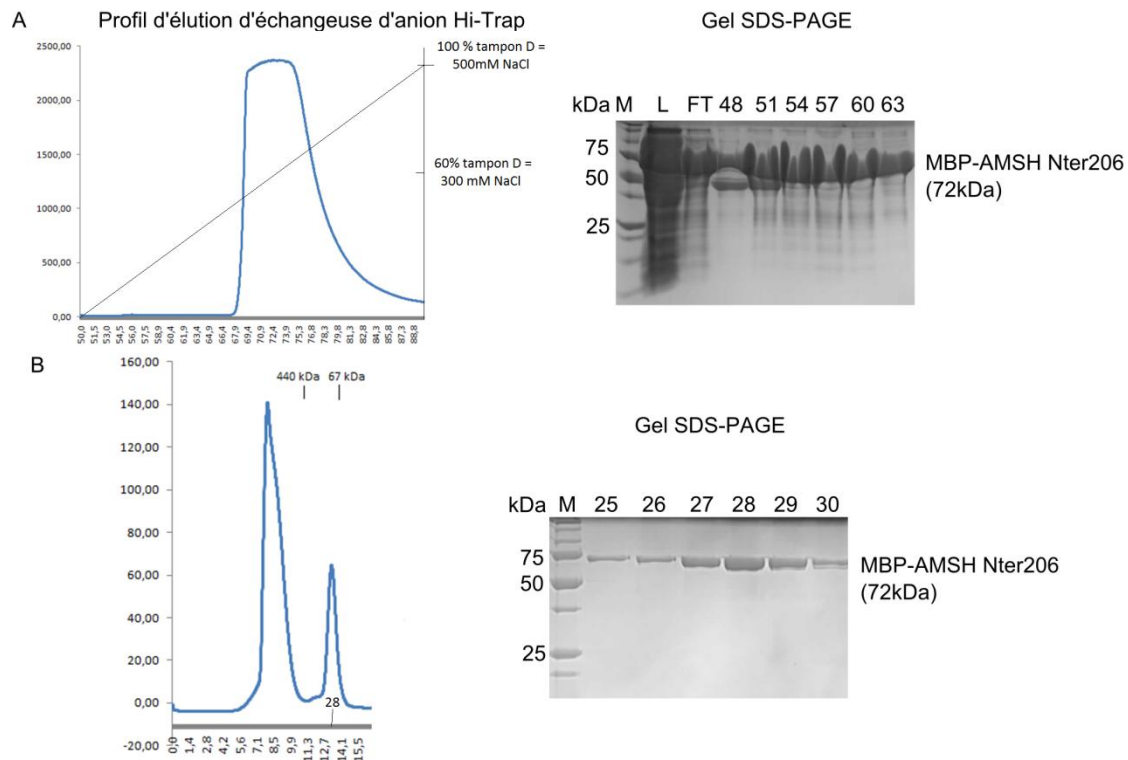 A
Profil d'élution d'échangeuse d'anion Hi-Trap
100 % tampon D =
500mM NaCl
60% tampon D =
300 mM NaCl
2500,00
2000,00
1500,00
1000,00
500,00
0,00
50,0 51,5 53,0 54,5 56,0 57,5 58,9 60,4 61,9 63,4 64,9 66,4 67,9 69,4 70,9 72,4 73,9 75,3 76,8 78,3 79,8 81,3 82,8 84,3 85,8 87,3 88,8
Gel SDS-PAGE
kDa M L FT 48 51 54 57 60 63
75
50
25
MBP-AMSH Nter206
(72kDa)
B
440 kDa 67 kDa
160,00
140,00
120,00
100,00
80,00
60,00
40,00
20,00
0,00
-20,00
28
0,0 1,4 2,8 4,2 5,6 7,1 8,5 9,9 11,3 12,7 14,1 15,5
Gel SDS-PAGE
kDa M 25 26 27 28 29 30
75
50
25
MBP-AMSH Nter206
(72kDa)